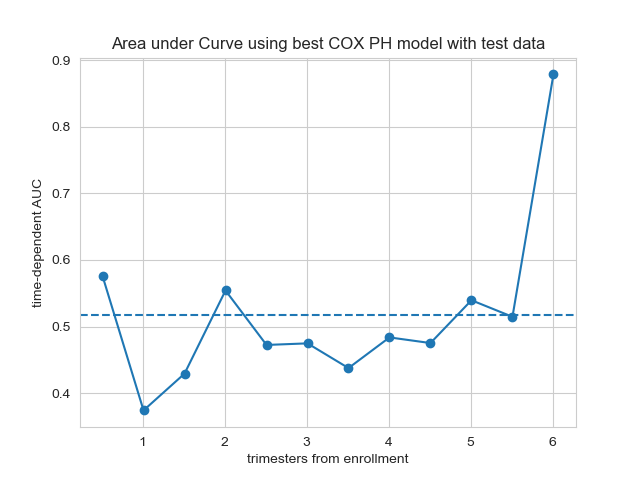 Area under Curve using best COX PH model with test data
0.9
0.8
0.7
0.6
0.5
0.4
time-dependent AUC
1 2 3 4 5 6
trimesters from enrollment